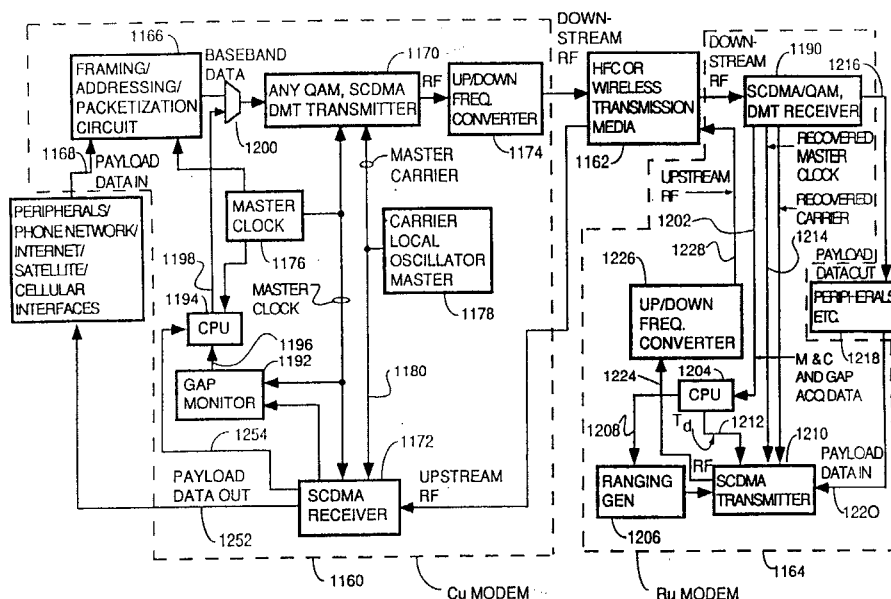 1166
FRAMING/
ADDRESSING/
PACKETIZATION
CIRCUIT
BASEBAND
DATA
1200
1170
ANY QAM, SCDMA
DMT TRANSMITTER
RF
UP/DOWN
FREQ.
CONVERTER
1174
DOWN-
STREAM
RF
HFC OR
WIRELESS
TRANSMISSION
MEDIA
1162
DOWN-
STREAM
RF
1190
SCDMA/QAM,
DMT RECEIVER
1216
1168
PAYLOAD
DATA IN
PERIPHERALS/
PHONE NETWORK/
INTERNET/
SATELLITE/
CELLULAR
INTERFACES
MASTER
CLOCK
1176
MASTER
CARRIER
CARRIER
LOCAL
OSCILLATOR
MASTER
1178
MASTER
CLOCK
1198
1194
CPU
1196
1192
GAP
MONITOR
1180
1254
1172
SCDMA
RECEIVER
UPSTREAM
RF
PAYLOAD
DATA OUT
1252
1160
Cu MODEM
UPSTREAM
RF
1202
RECOVERED
MASTER
CLOCK
RECOVERED
CARRIER
1214
1228
1226
UP/DOWN
FREQ.
CONVERTER
PAYLOAD
DATAOUT
PERIPHERALS
ETC.
1218
M & C
AND GAP
ACQ DATA
1224
1204
CPU
1208
Td
1212
1210
RF
RANGING
GEN
1206
SCDMA
TRANSMITTER
PAYLOAD
DATA IN
1220
1164
Ru MODEM